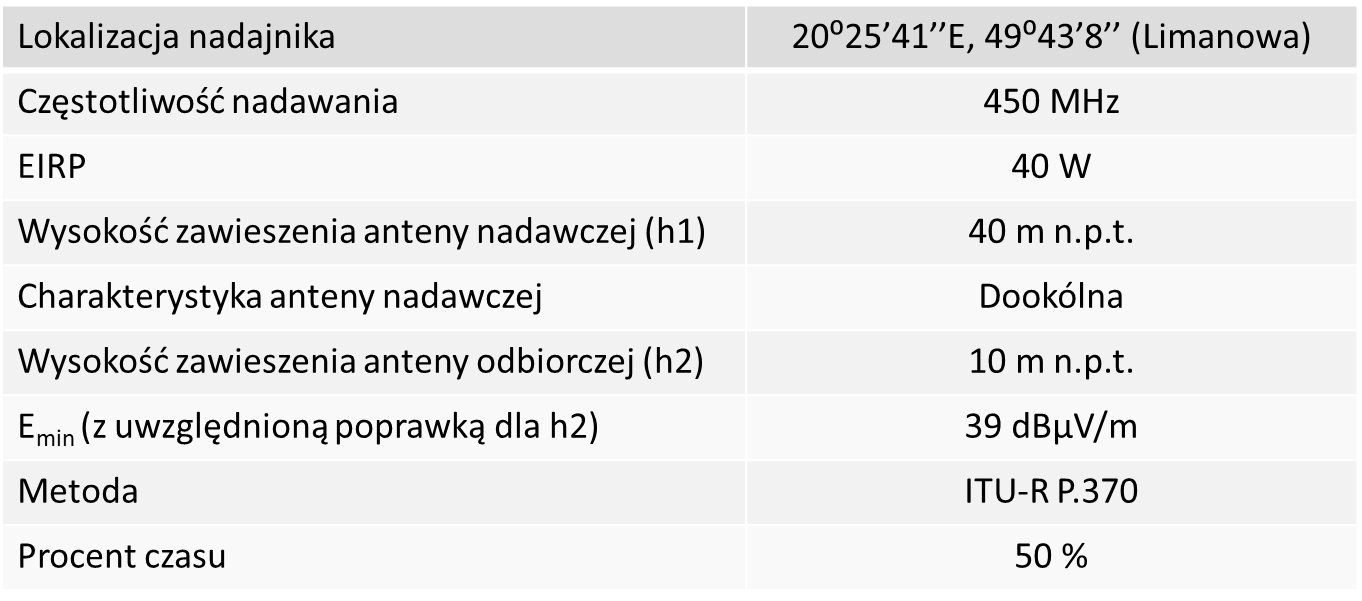 Lokalizacja nadajnika 20⁰25’41’’E, 49⁰43’8’’ (Limanowa)
Częstotliwość nadawania 450 MHz
EIRP 40 W
Wysokość zawieszenia anteny nadawczej (h1) 40 m n.p.t.
Charakterystyka anteny nadawczej Dookólna
Wysokość zawieszenia anteny odbiorczej (h2) 10 m n.p.t.
Emin (z uwzględnioną poprawką dla h2) 39 dBµV/m
Metoda ITU-R P.370
Procent czasu 50 %